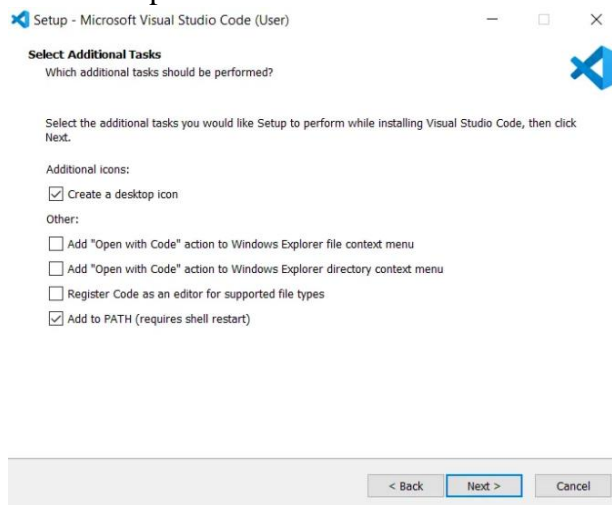 Setup - Microsoft Visual Studio Code (User)
Select Additional Tasks
Which additional tasks should be performed?
Select the additional tasks you would like Setup to perform while installing Visual Studio Code, then click
Next.
Additional icons:
Create a desktop icon
Other:
Add "Open with Code" action to Windows Explorer file context menu
Add "Open with Code" action to Windows Explorer directory context menu
Register Code as an editor for supported file types
Add to PATH (requires shell restart)
< Back Next > Cancel